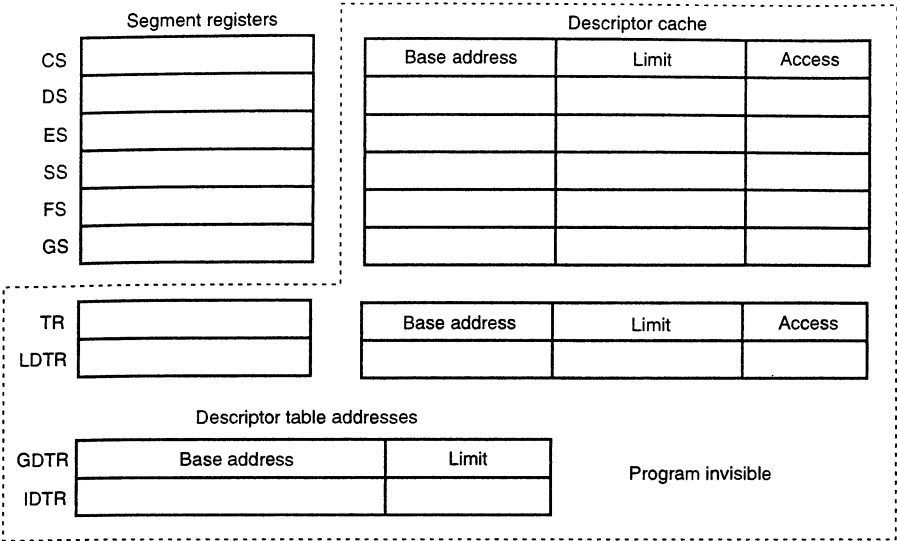 Segment registers
Descriptor cache
CS
Base address Limit Access
DS
ES
SS
FS
GS
TR
Base address Limit Access
LDTR
Descriptor table addresses
GDTR Base address Limit
Program invisible
IDTR